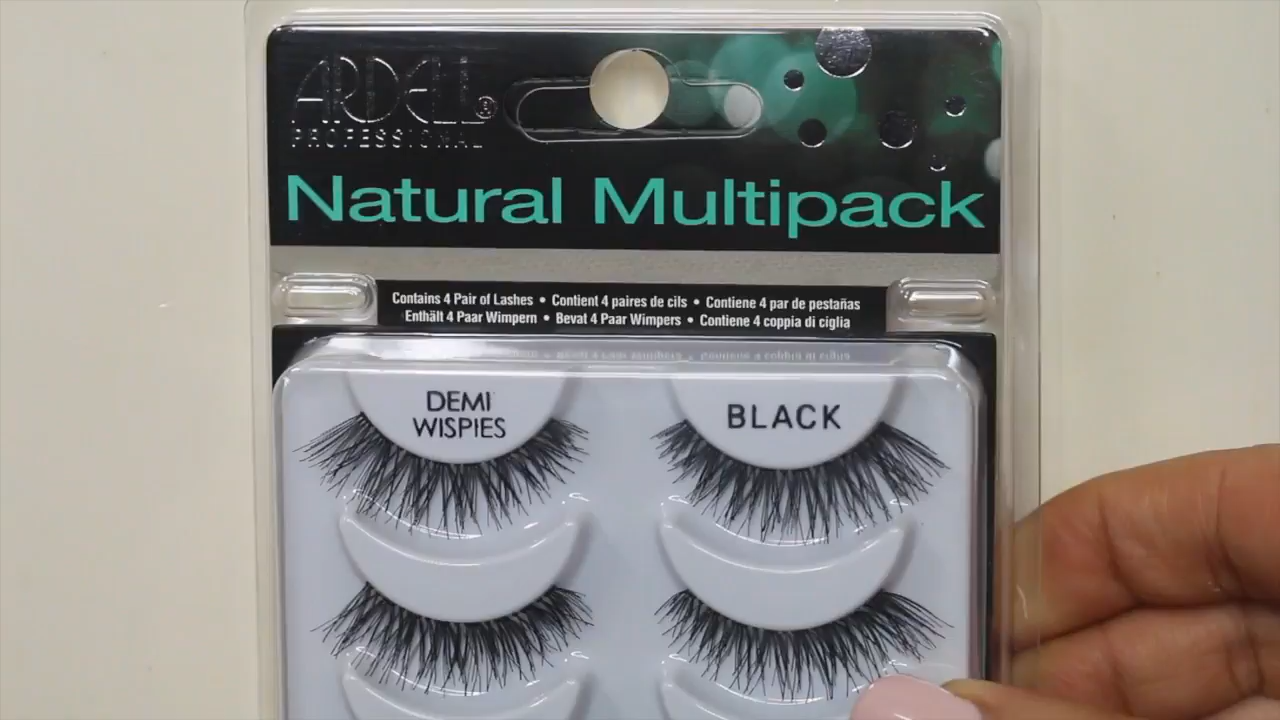 ARDELL®
PROFESSIONAL
Natural Multipack
Contains 4 Pair of Lashes • Contient 4 paires de cils • Contiene 4 par de pestañas
Enthält 4 Paar Wimpern • Bevat 4 Paar Wimpers • Contiene 4 coppia di ciglia
DEMI
WISPIES
BLACK